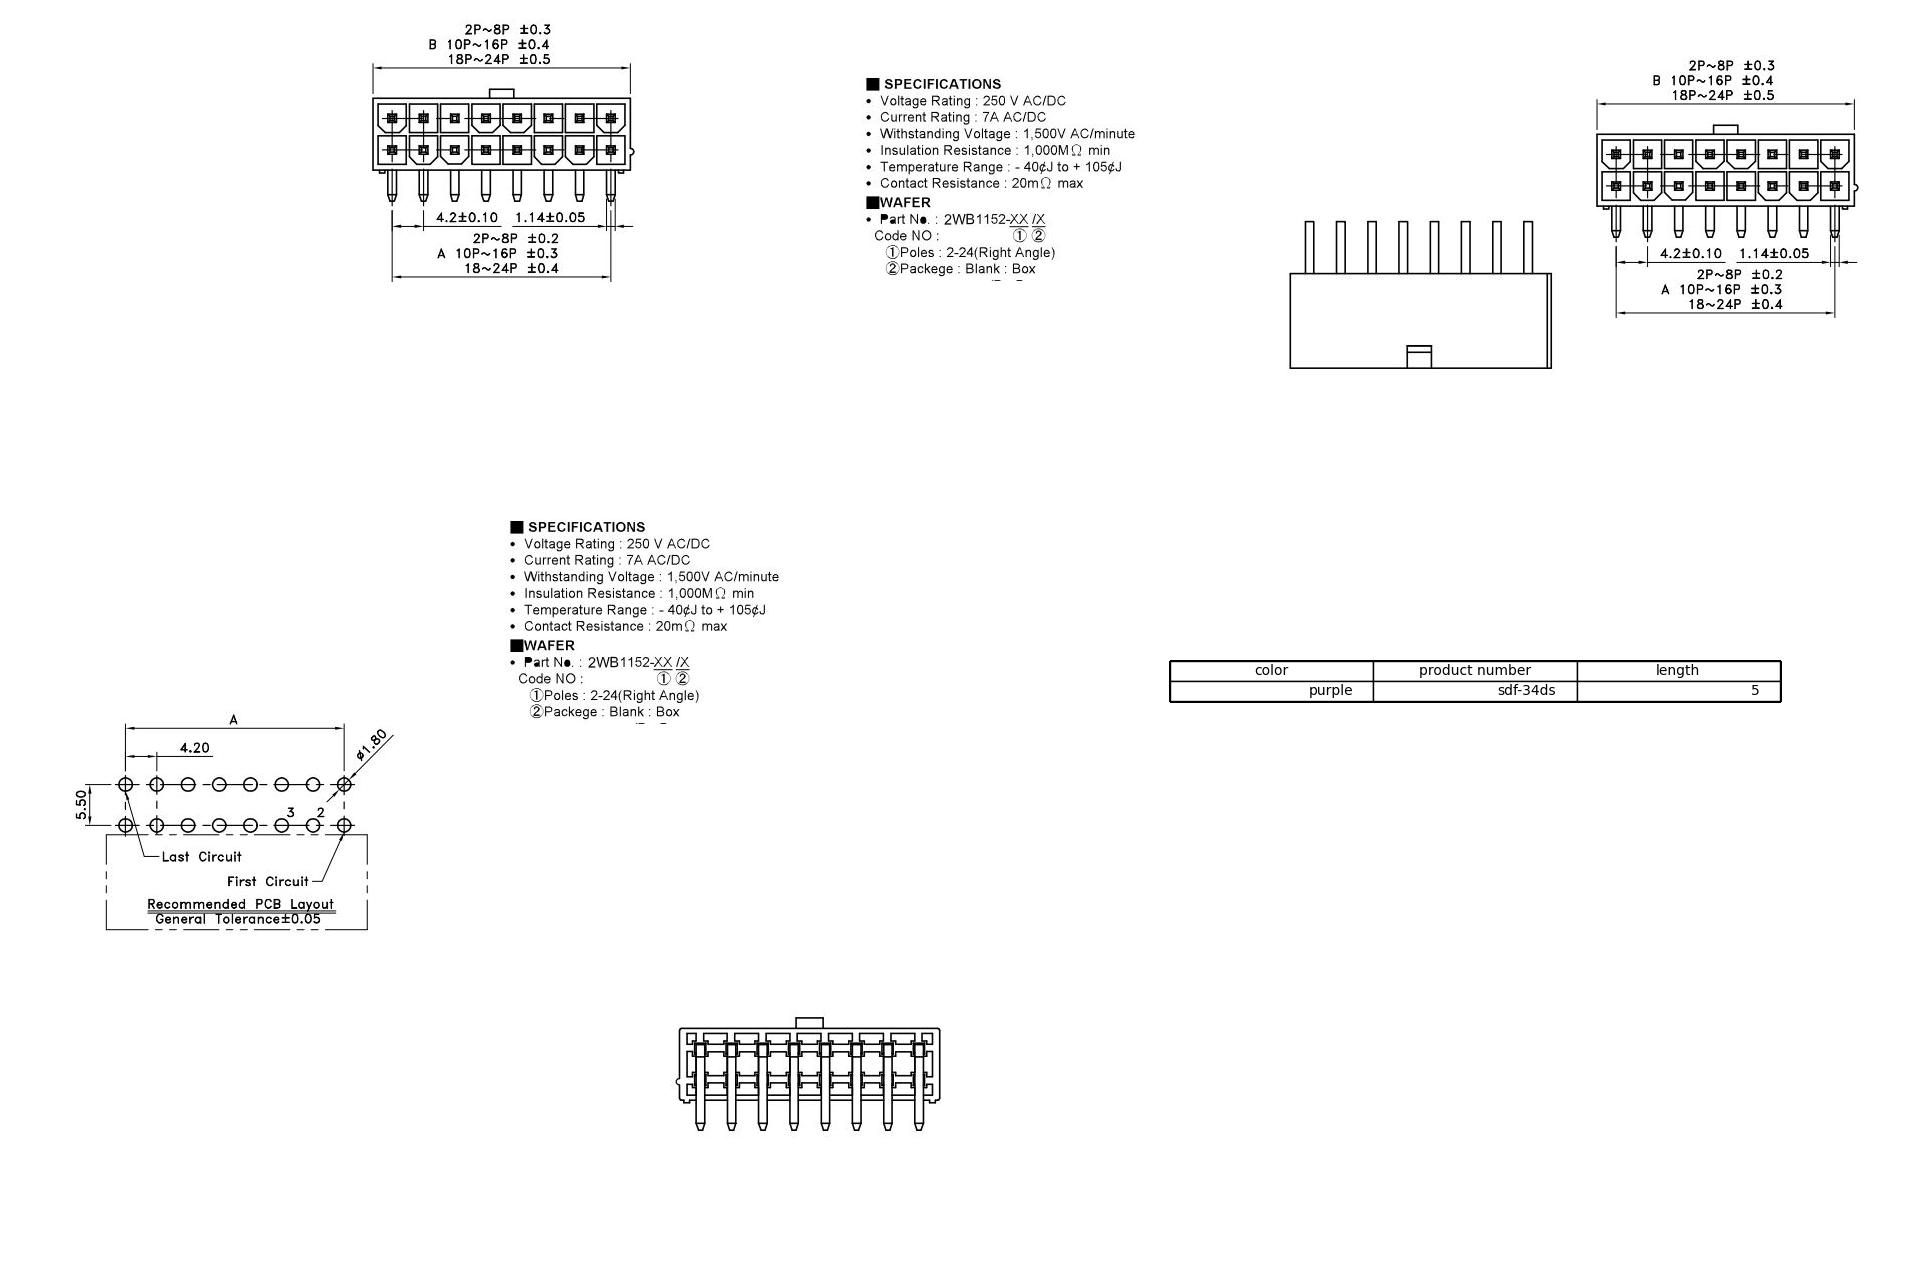 2P~8P ±0.3
B 10P~16P ±0.4
18P~24P ±0.5
4.2±0.10 1.14±0.05
2P~8P ±0.2
A 10P~16P ±0.3
18~24P ±0.4
■ SPECIFICATIONS
• Voltage Rating : 250 V AC/DC
• Current Rating : 7A AC/DC
• Withstanding Voltage : 1,500V AC/minute
• Insulation Resistance : 1,000MΩ min
• Temperature Range : - 40¢J to + 105¢J
• Contact Resistance : 20mΩ max
■WAFER
• Part No. : 2WB1152-XX /X
Code NO : ① ②
①Poles : 2-24(Right Angle)
②Packege : Blank : Box
2P~8P ±0.3
B 10P~16P ±0.4
18P~24P ±0.5
4.2±0.10 1.14±0.05
2P~8P ±0.2
A 10P~16P ±0.3
18~24P ±0.4
■ SPECIFICATIONS
• Voltage Rating : 250 V AC/DC
• Current Rating : 7A AC/DC
• Withstanding Voltage : 1,500V AC/minute
• Insulation Resistance : 1,000MΩ min
• Temperature Range : - 40¢J to + 105¢J
• Contact Resistance : 20mΩ max
■WAFER
• Part No. : 2WB1152-XX /X
Code NO : ① ②
①Poles : 2-24(Right Angle)
②Packege : Blank : Box
color product number length
purple sdf-34ds 5
A
4.20
ø1.80
5.50
3 2
Last Circuit
First Circuit
Recommended PCB Layout
General Tolerance±0.05